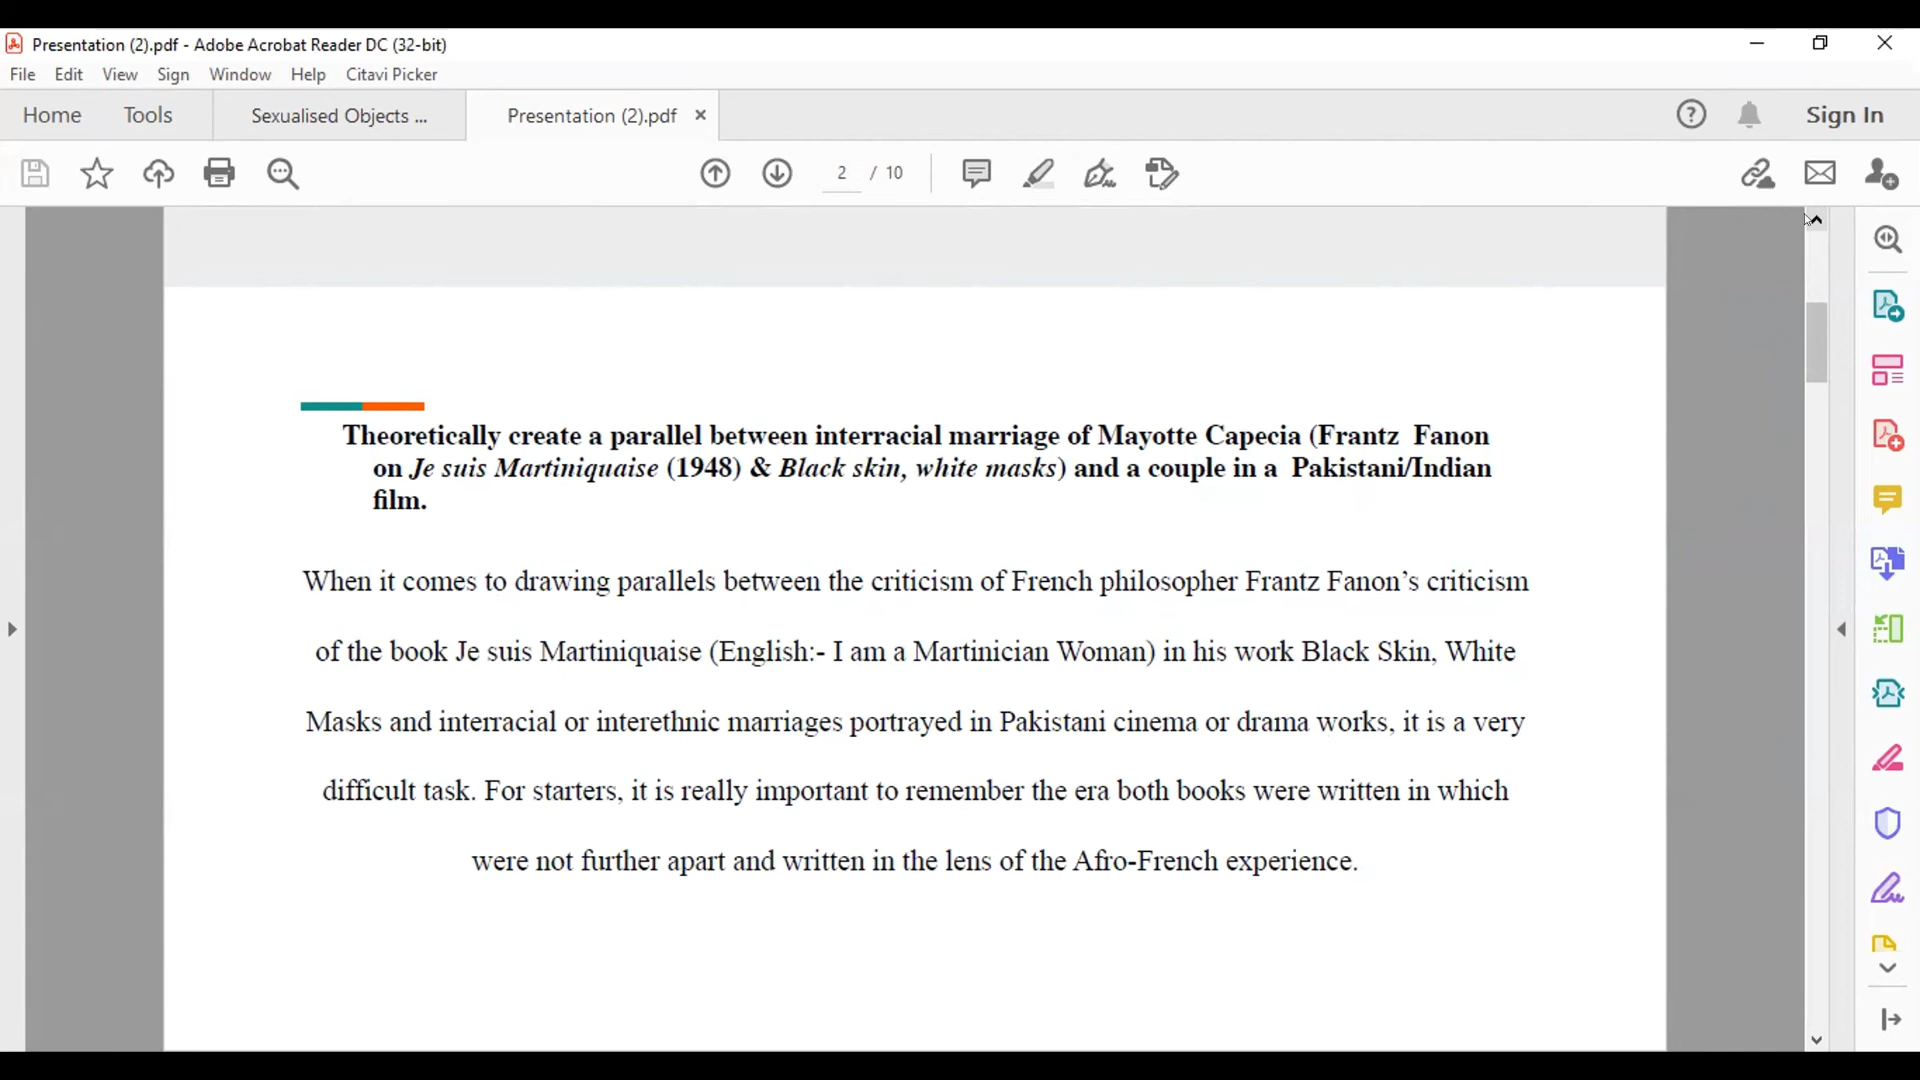 Presentation (2).pdf - Adobe Acrobat Reader DC (32-bit)
File Edit View Sign Window Help Citavi Picker
Home Tools Sexualised Objects ... Presentation (2).pdf × Sign In
2 / 10
Theoretically create a parallel between interracial marriage of Mayotte Capecia (Frantz Fanon
on Je suis Martiniquaise (1948) & Black skin, white masks) and a couple in a Pakistani/Indian
film.
When it comes to drawing parallels between the criticism of French philosopher Frantz Fanon’s criticism
of the book Je suis Martiniquaise (English:- I am a Martinician Woman) in his work Black Skin, White
Masks and interracial or interethnic marriages portrayed in Pakistani cinema or drama works, it is a very
difficult task. For starters, it is really important to remember the era both books were written in which
were not further apart and written in the lens of the Afro-French experience.